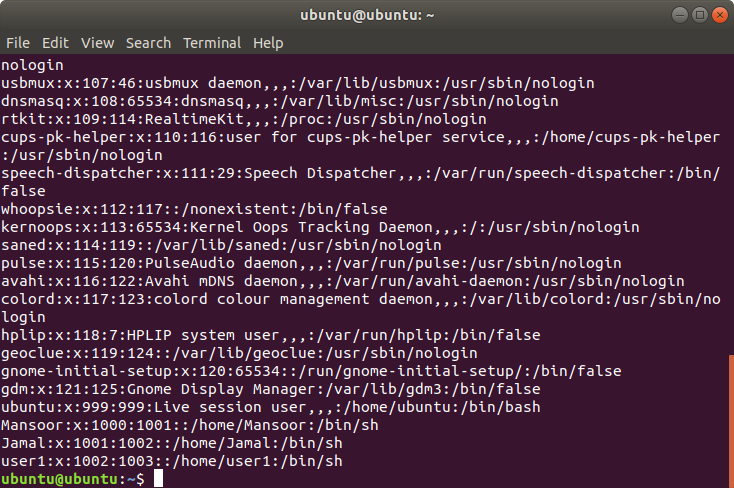 ubuntu@ubuntu: ~
File Edit View Search Terminal Help
nologin
usbmux:x:107:46:usbmux daemon,,,:/var/lib/usbmux:/usr/sbin/nologin
dnsmasq:x:108:65534:dnsmasq,,,:/var/lib/misc:/usr/sbin/nologin
rtkit:x:109:114:RealtimeKit,,,:/proc:/usr/sbin/nologin
cups-pk-helper:x:110:116:user for cups-pk-helper service,,,:/home/cups-pk-helper
:/usr/sbin/nologin
speech-dispatcher:x:111:29:Speech Dispatcher,,,:/var/run/speech-dispatcher:/bin/
false
whoopsie:x:112:117::/nonexistent:/bin/false
kernoops:x:113:65534:Kernel Oops Tracking Daemon,,,:/:/usr/sbin/nologin
saned:x:114:119::/var/lib/saned:/usr/sbin/nologin
pulse:x:115:120:PulseAudio daemon,,,:/var/run/pulse:/usr/sbin/nologin
avahi:x:116:122:Avahi mDNS daemon,,,:/var/run/avahi-daemon:/usr/sbin/nologin
colord:x:117:123:colord colour management daemon,,,:/var/lib/colord:/usr/sbin/no
login
hplip:x:118:7:HPLIP system user,,,:/var/run/hplip:/bin/false
geoclue:x:119:124::/var/lib/geoclue:/usr/sbin/nologin
gnome-initial-setup:x:120:65534::/run/gnome-initial-setup/:/bin/false
gdm:x:121:125:Gnome Display Manager:/var/lib/gdm3:/bin/false
ubuntu:x:999:999:Live session user,,,:/home/ubuntu:/bin/bash
Mansoor:x:1000:1001::/home/Mansoor:/bin/sh
Jamal:x:1001:1002::/home/Jamal:/bin/sh
user1:x:1002:1003::/home/user1:/bin/sh
ubuntu@ubuntu:~$